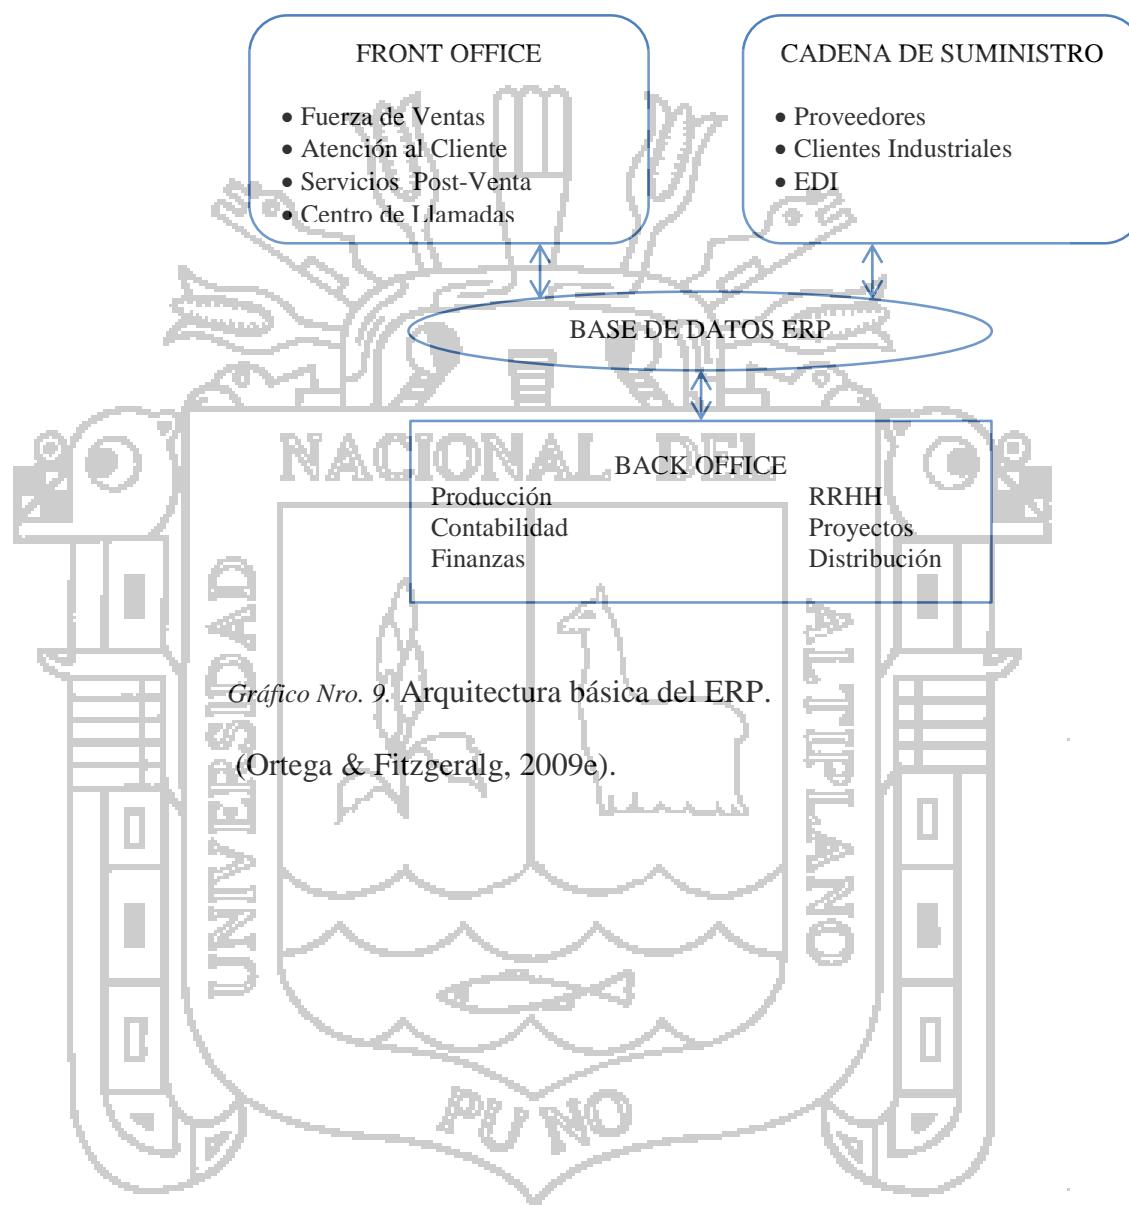 FRONT OFFICE
• Fuerza de Ventas
• Atención al Cliente
• Servicios Post-Venta
• Centro de Llamadas
CADENA DE SUMINISTRO
• Proveedores
• Clientes Industriales
• EDI
BASE DE DATOS ERP
BACK OFFICE
Producción
Contabilidad
Finanzas
RRHH
Proyectos
Distribución
Gráfico Nro. 9. Arquitectura básica del ERP.
(Ortega & Fitzgeralg, 2009e).
UNIVERSIDAD
NACIONAL DEL
ALTIPLANO
PUNO